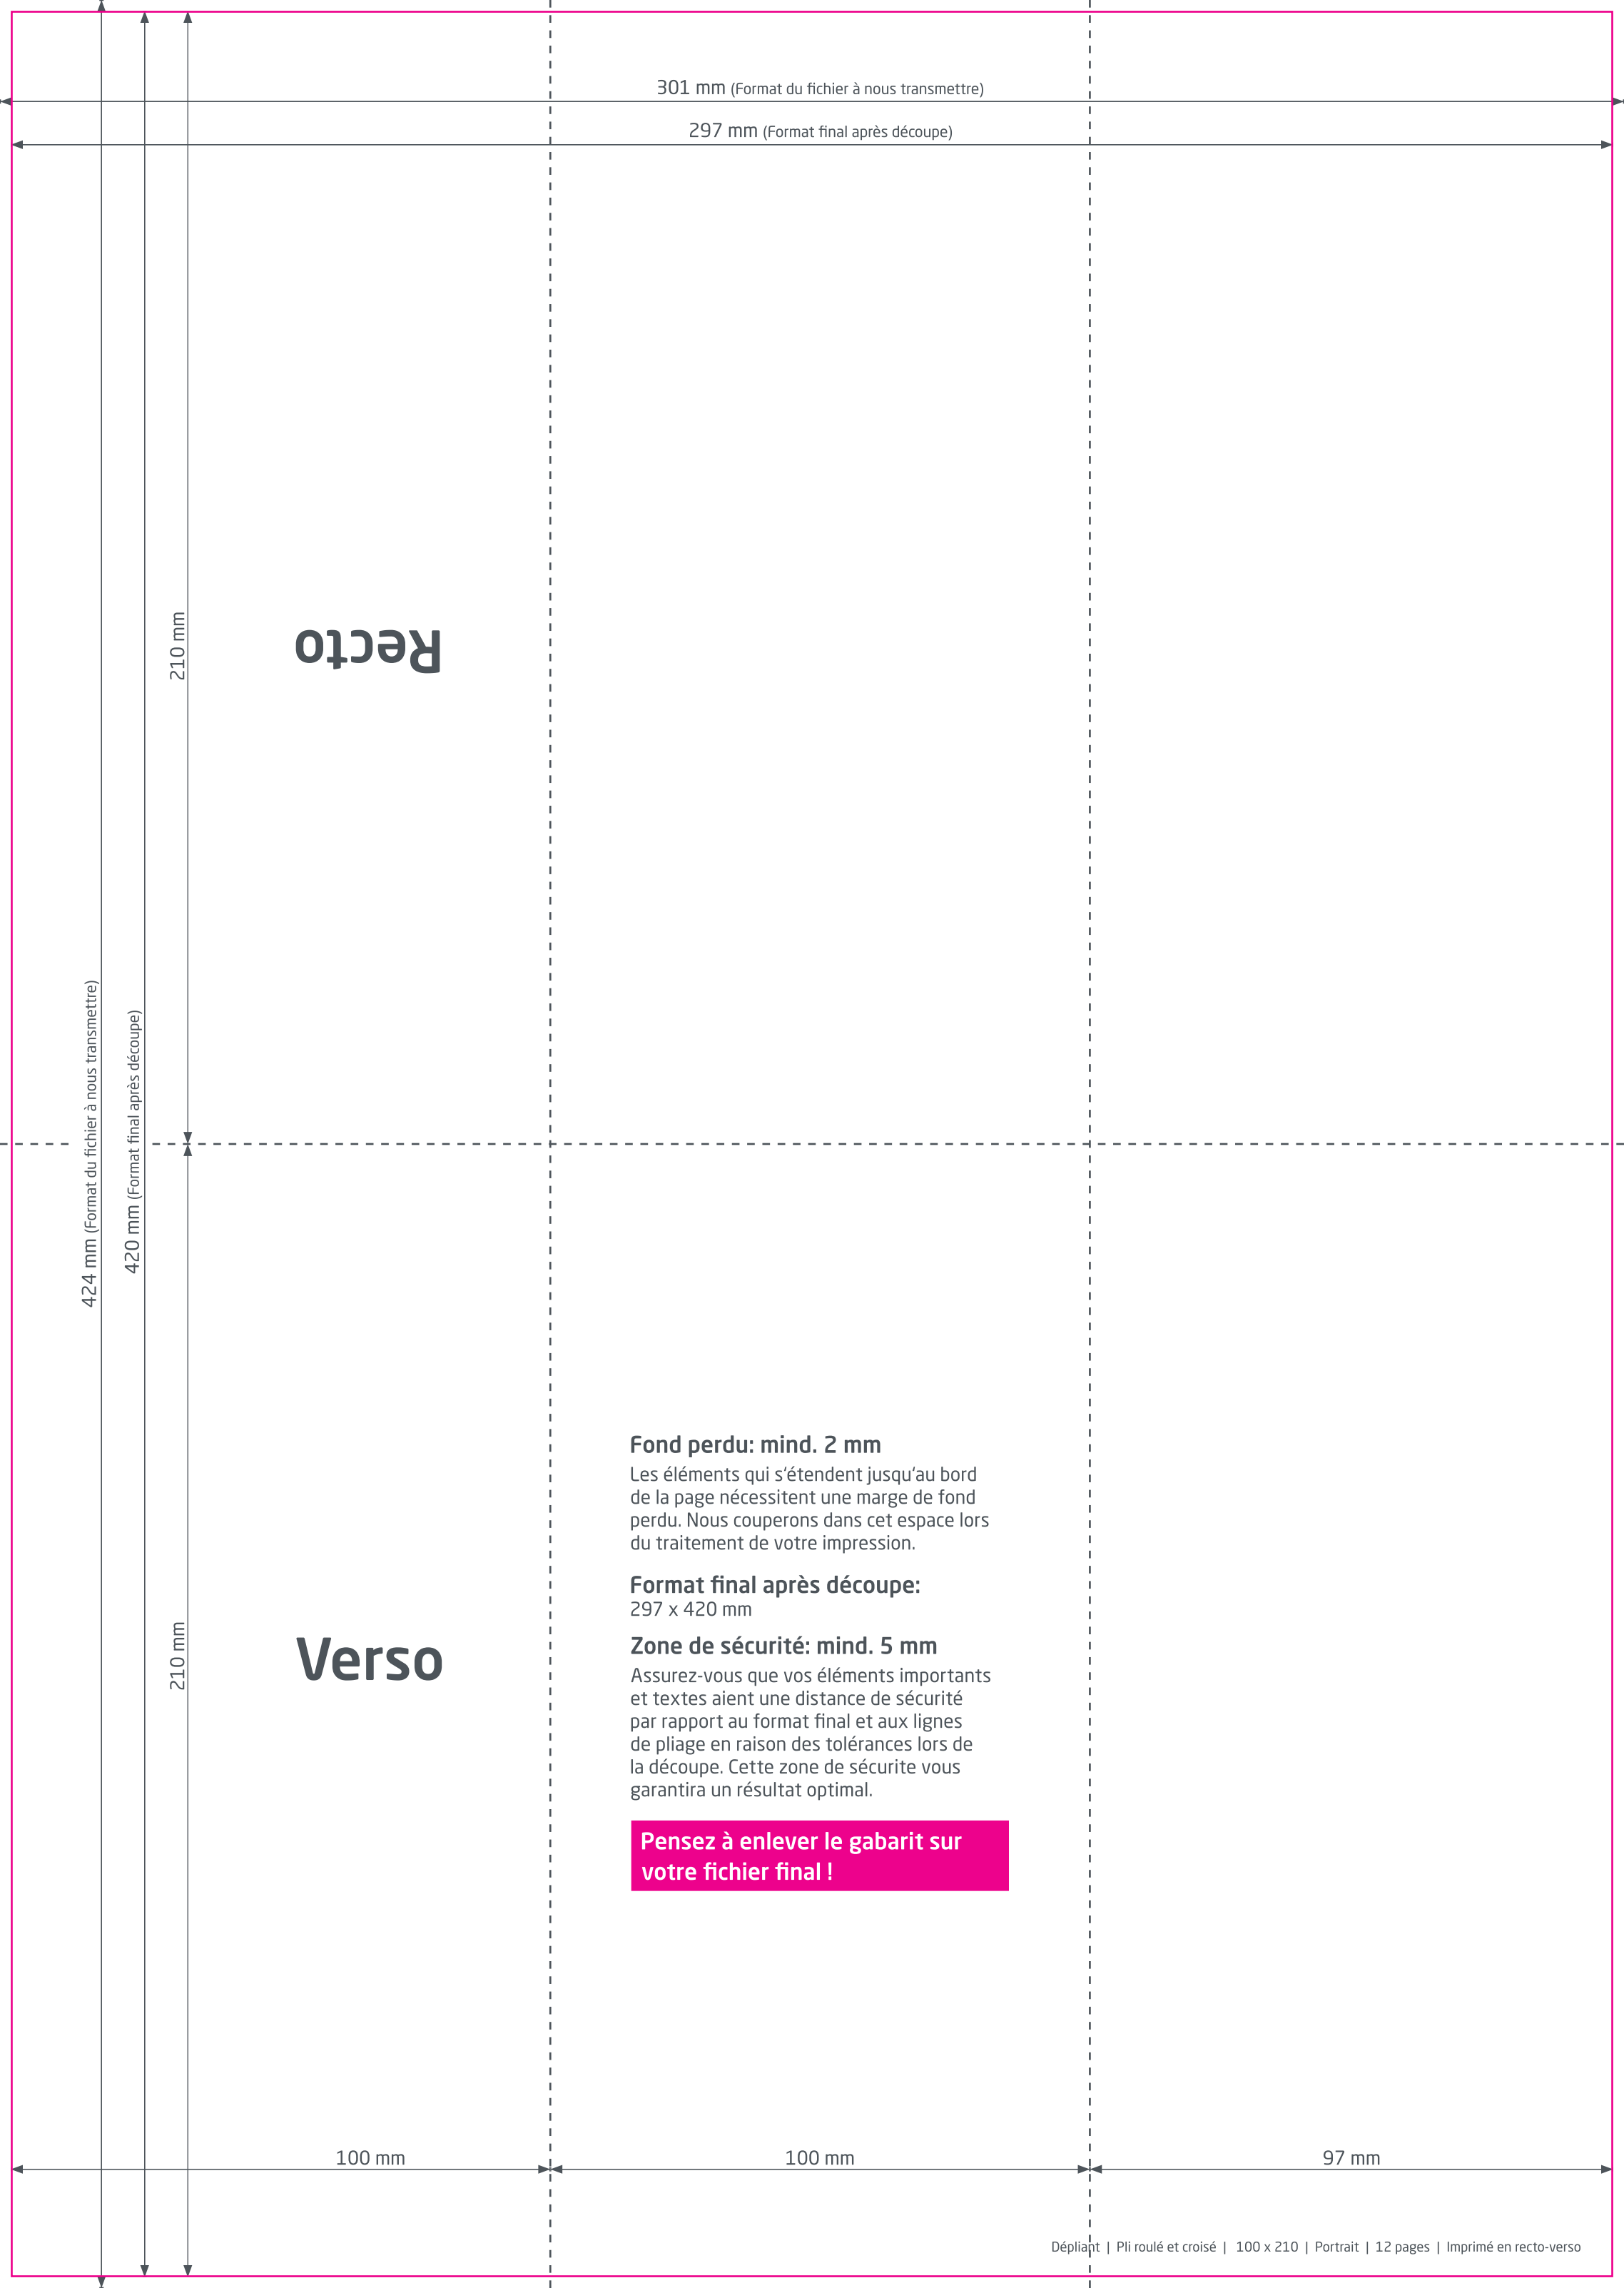 301 mm (Format du fichier à nous transmettre)
297 mm (Format final après découpe)
210 mm
Recto
424 mm (Format du fichier à nous transmettre)
420 mm (Format final après découpe)
Fond perdu: mind. 2 mm
Les éléments qui s'étendent jusqu'au bord
de la page nécessitent une marge de fond
perdu. Nous couperons dans cet espace lors
du traitement de votre impression.
Format final après découpe:
297 x 420 mm
Zone de sécurité: mind. 5 mm
Assurez-vous que vos éléments importants
et textes aient une distance de sécurité
par rapport au format final et aux lignes
de pliage en raison des tolérances lors de
la découpe. Cette zone de sécurite vous
garantira un résultat optimal.
210 mm
Verso
Pensez à enlever le gabarit sur
votre fichier final !
100 mm
100 mm
97 mm
Dépliant | Pli roulé et croisé | 100 x 210 | Portrait | 12 pages | Imprimé en recto-verso